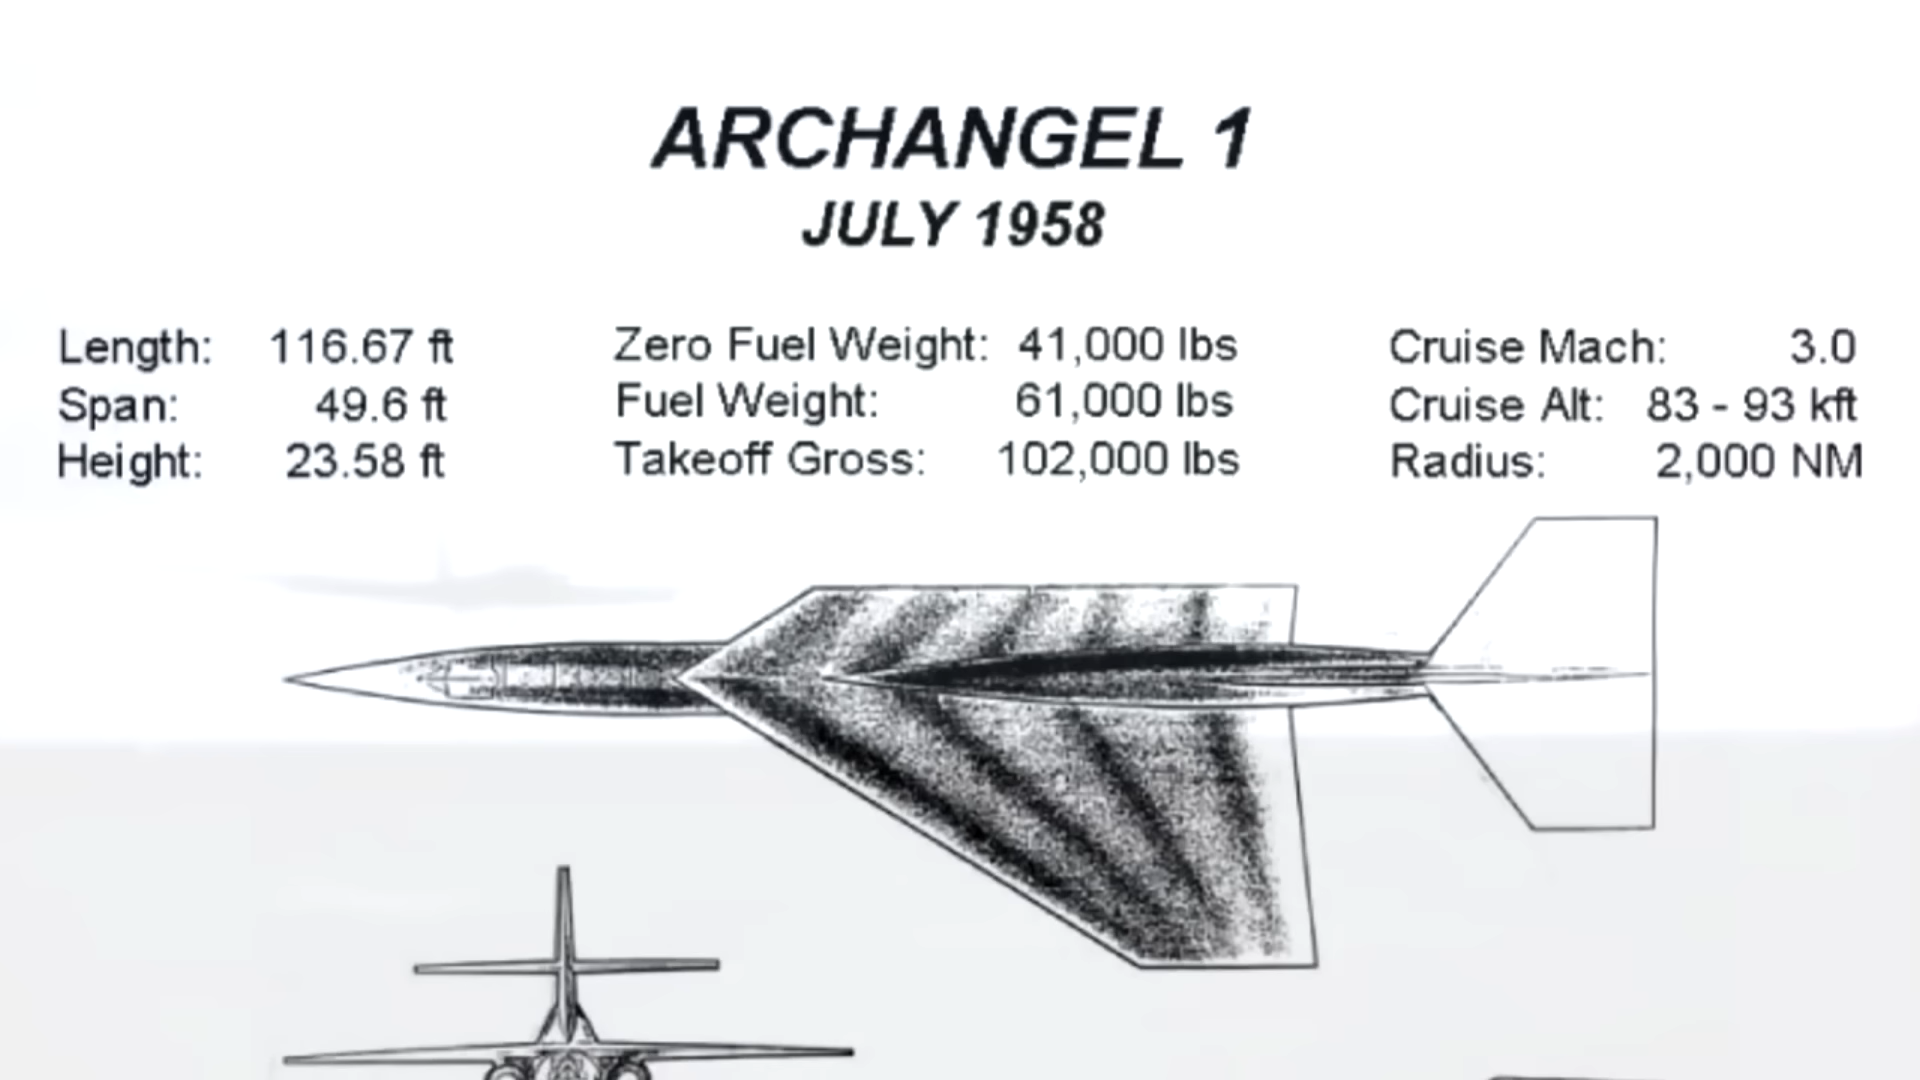 ARCHANGEL 1
JULY 1958
Length: 116.67 ft
Span: 49.6 ft
Height: 23.58 ft
Zero Fuel Weight: 41,000 lbs
Fuel Weight: 61,000 lbs
Takeoff Gross: 102,000 lbs
Cruise Mach: 3.0
Cruise Alt: 83 - 93 kft
Radius: 2,000 NM